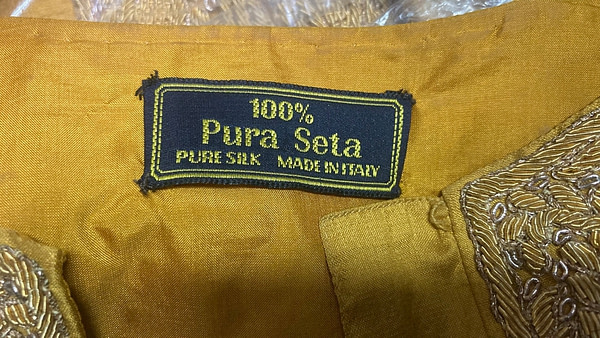 100%
Pura Seta
PURE SILK MADE IN ITALY